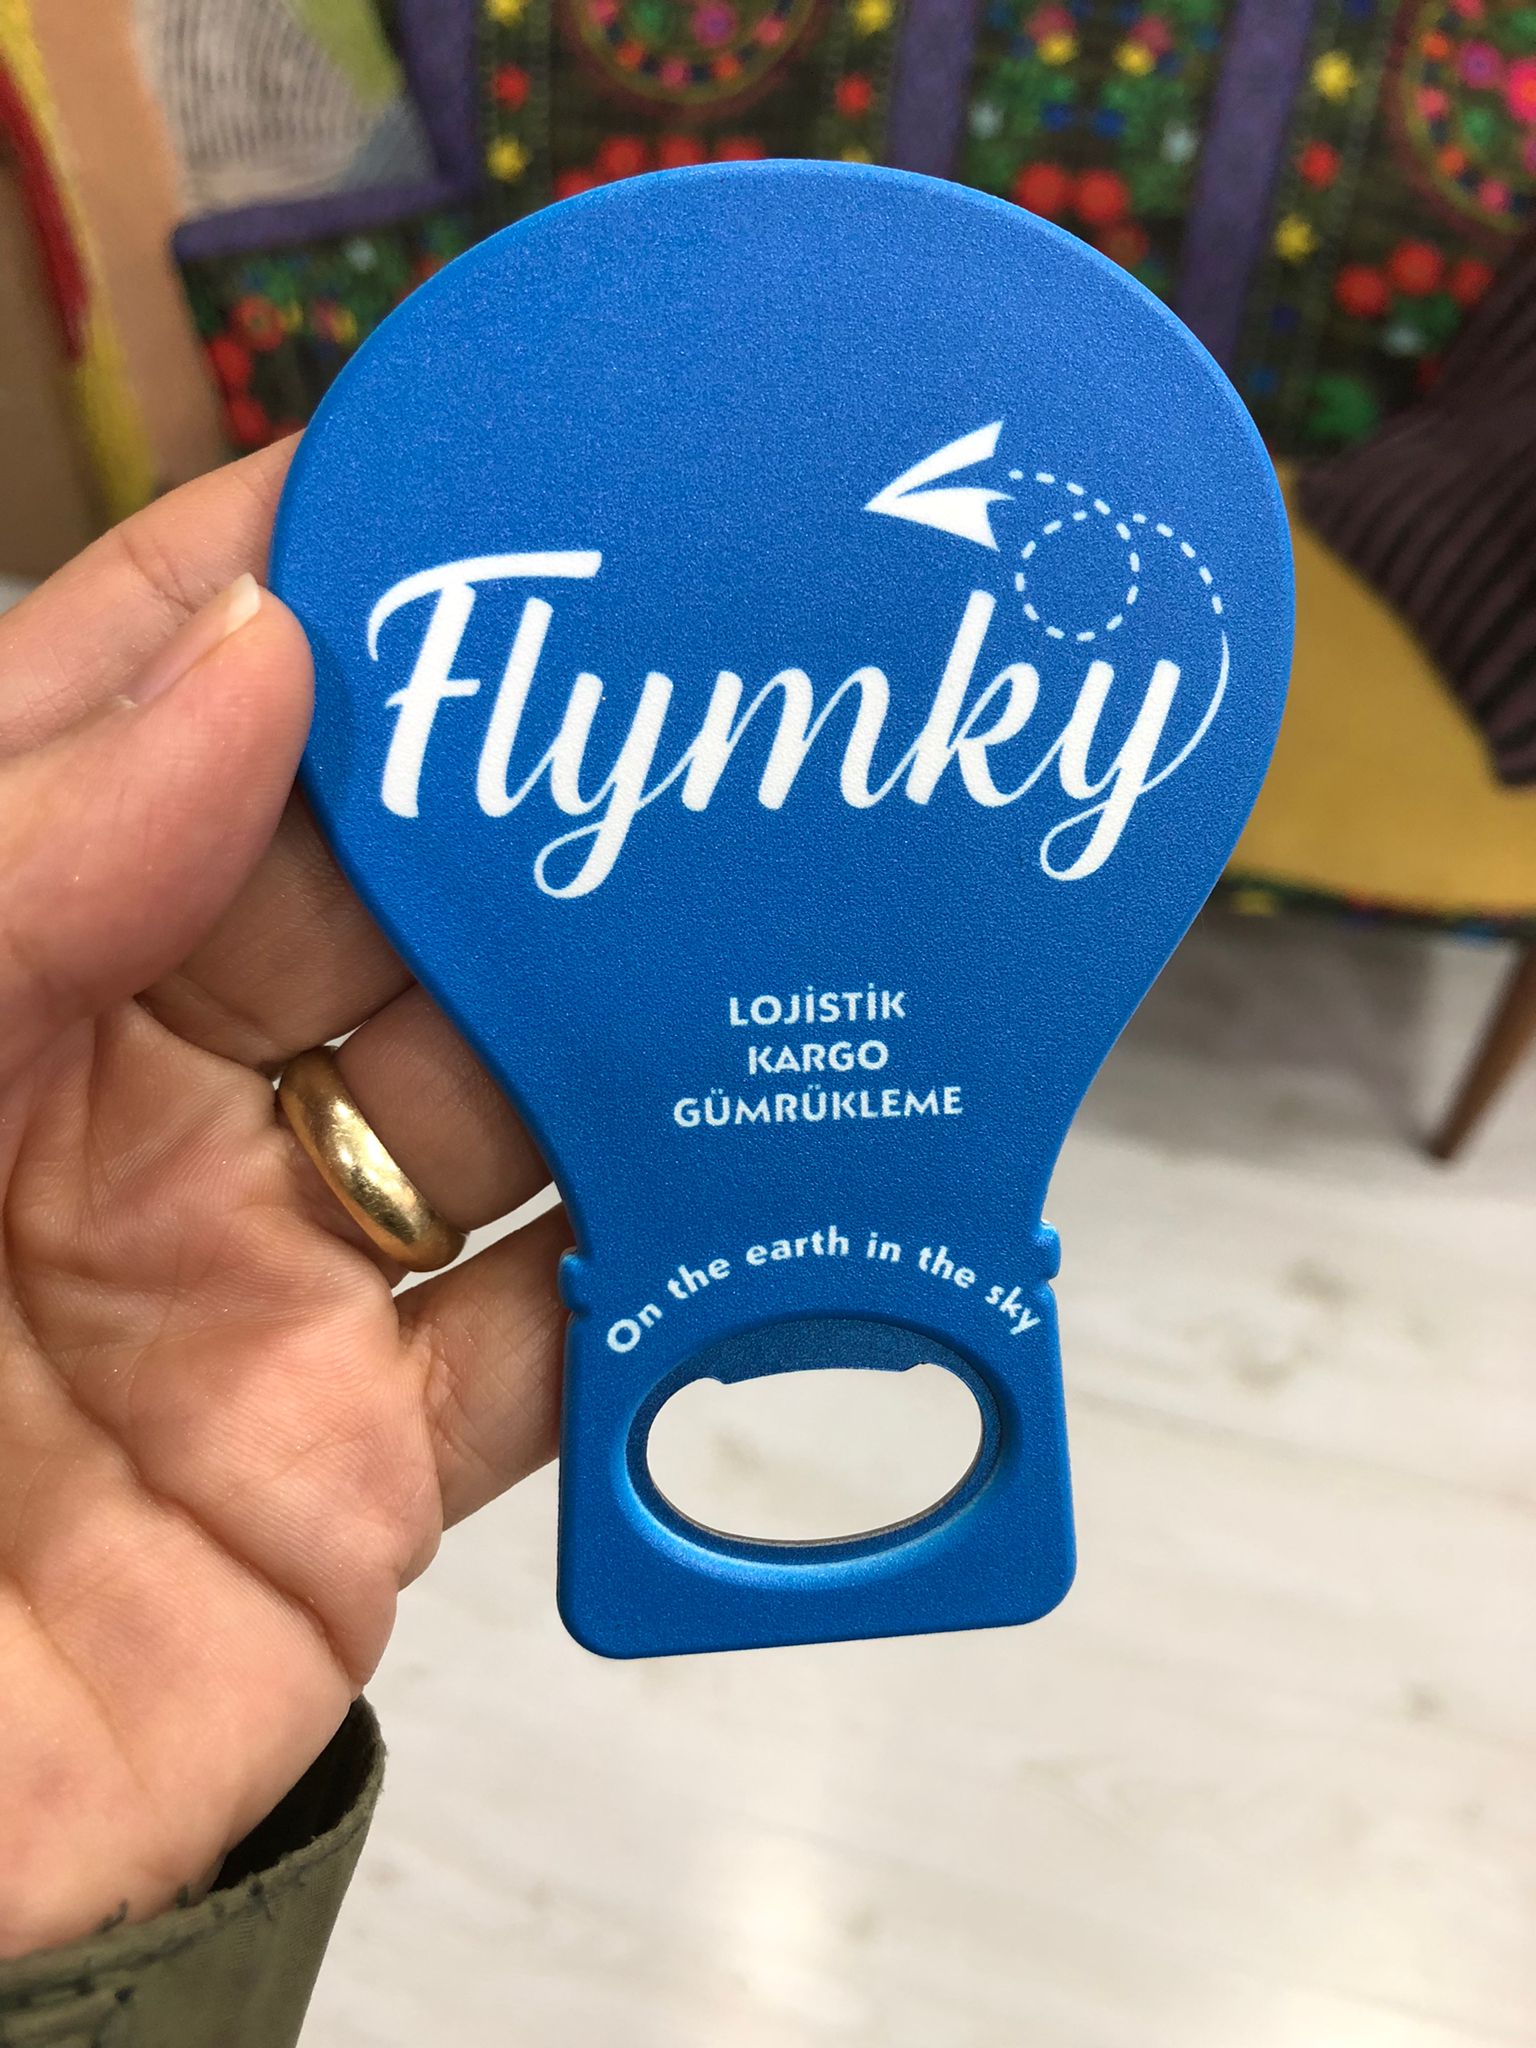 Flymky
LOJİSTİK
KARGO
GÜMRÜKLEME
On the earth in the sky